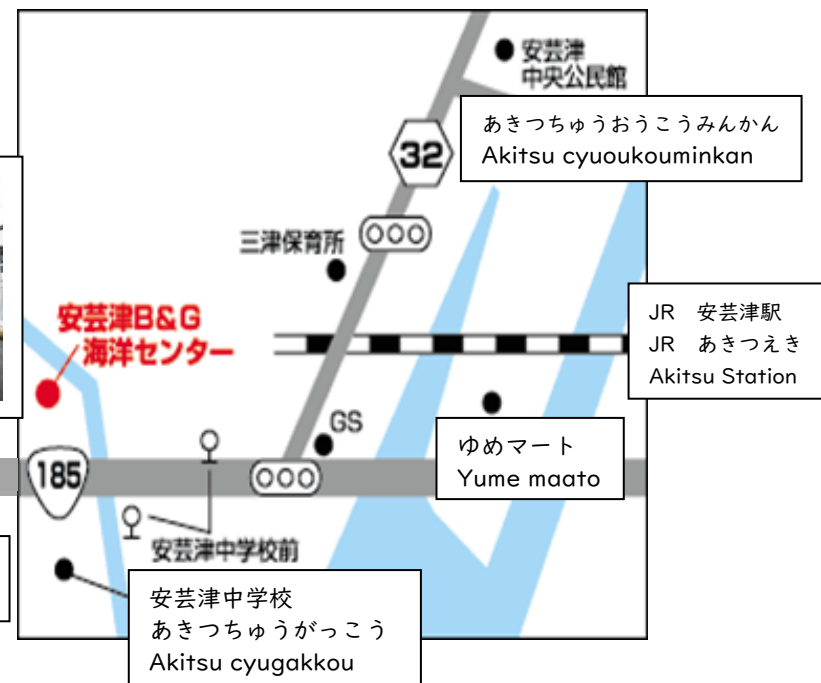 安芸津
中央公民館
あきつちゅうおうこうみんかん
Akitsu cyuoukouminkan
32
三津保育所
安芸津B&G
海洋センター
JR　安芸津駅
JR　あきつえき
Akitsu Station
GS
ゆめマート
Yume maato
185
安芸津中学校前
安芸津中学校
あきつちゅうがっこう
Akitsu cyugakkou